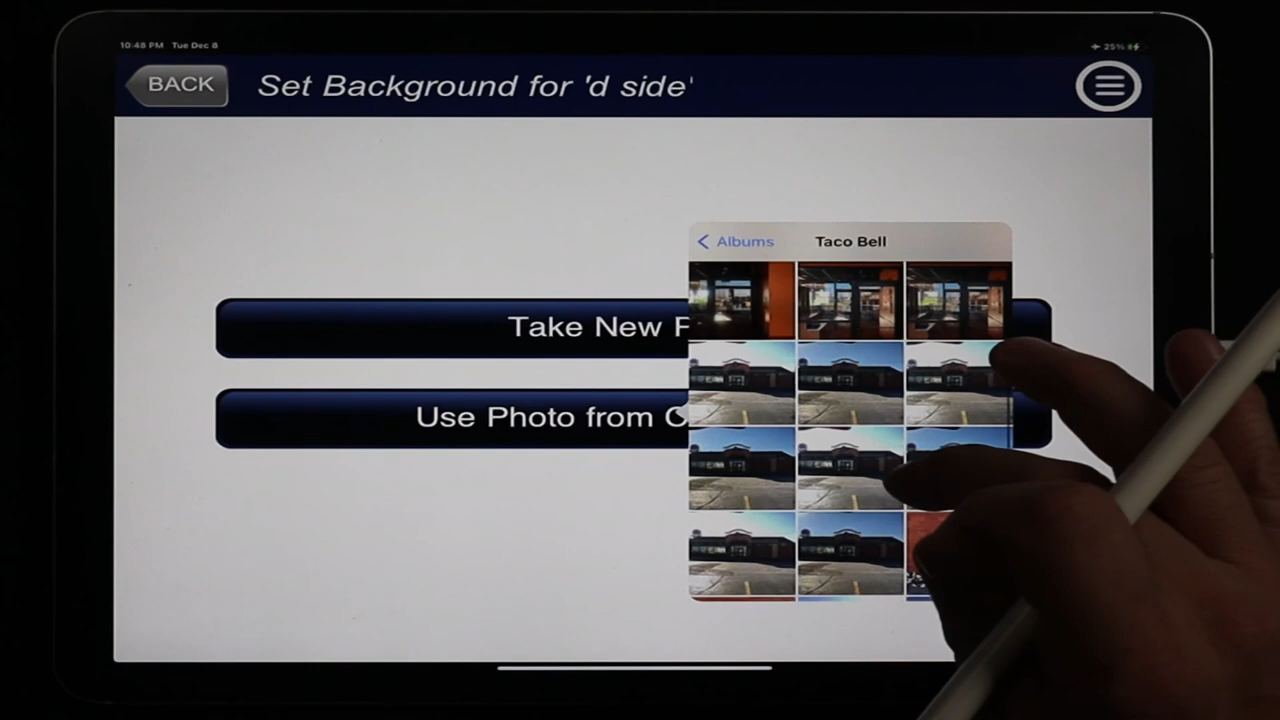 10:48 PM Tue Dec 8
25%
BACK
Set Background for 'd side'
Albums
Taco Bell
Take New
Use Photo from